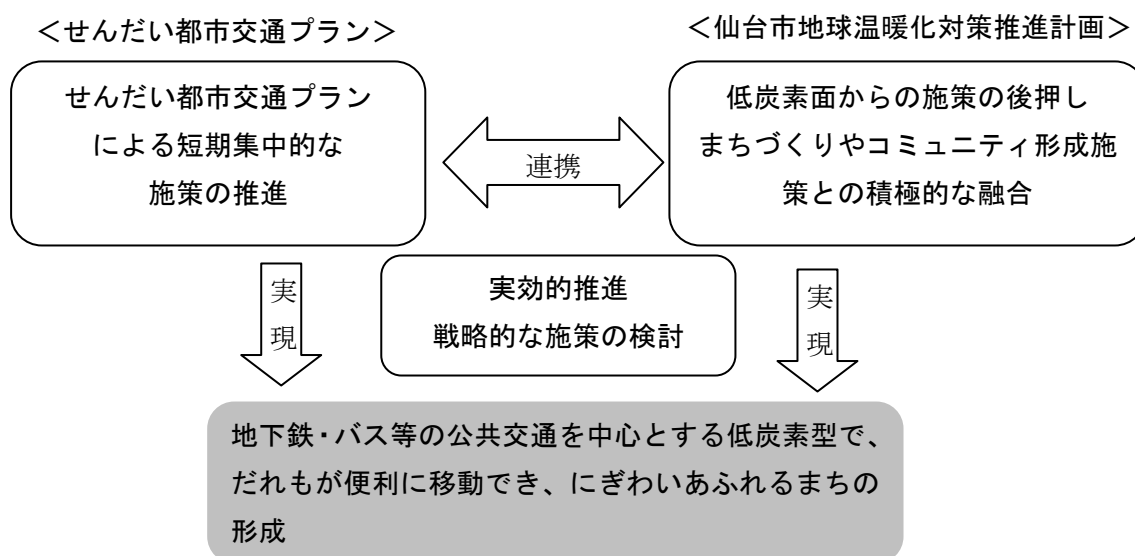 ＜せんだい都市交通プラン＞
＜仙台市地球温暖化対策推進計画＞
せんだい都市交通プラン
による短期集中的な
施策の推進
連携
低炭素面からの施策の後押し
まちづくりやコミュニティ形成施
策との積極的な融合
実現
実効的推進
戦略的な施策の検討
実現
地下鉄・バス等の公共交通を中心とする低炭素型で、
だれもが便利に移動でき、にぎわいあふれるまちの
形成